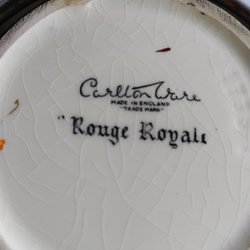 Carlton Ware
MADE IN ENGLAND
"TRADE MARK"
"Rouge Royale